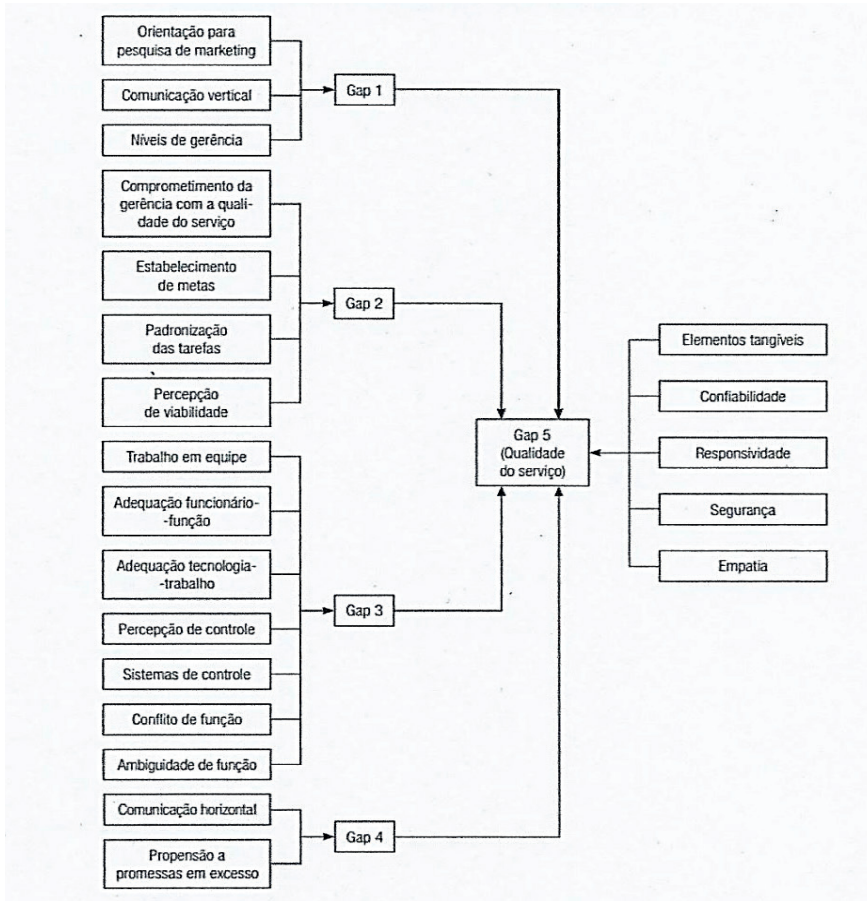 Orientação para
pesquisa de marketing
Comunicação vertical
Níveis de gerência
Gap 1
Comprometimento da
gerência com a quali-
dade do serviço
Estabelecimento
de metas
Padronização
das tarefas
Percepção
de viabilidade
Gap 2
Trabalho em equipe
Adequação funcionário-
-função
Adequação tecnologia-
-trabalho
Percepção de controle
Sistemas de controle
Conflito de função
Ambiguidade de função
Gap 3
Comunicação horizontal
Propensão a
promessas em excesso
Gap 4
Gap 5
(Qualidade
do serviço)
Elementos tangíveis
Confiabilidade
Responsividade
Segurança
Empatia